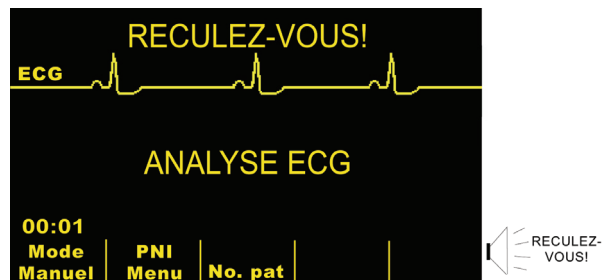 RECULEZ-VOUS!
ECG
ANALYSE ECG
00:01
Mode
Manuel
PNI
Menu
No. pat
RECULEZ-
VOUS!